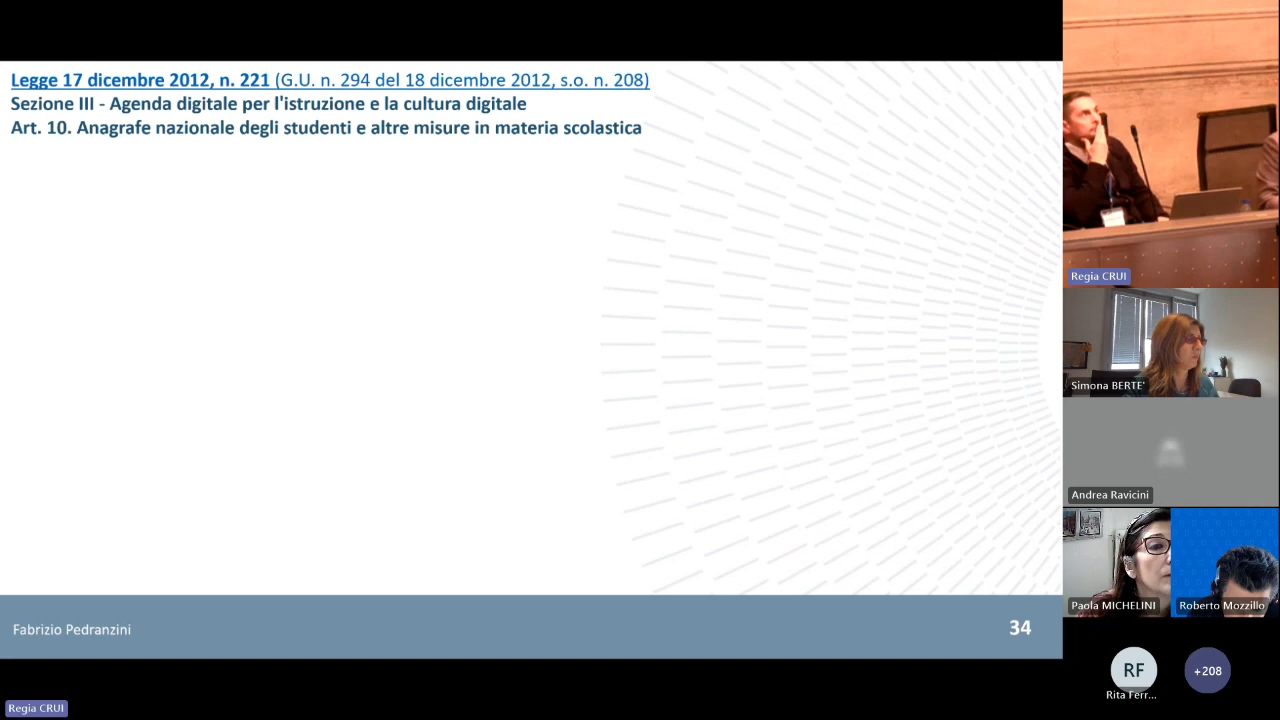 Legge 17 dicembre 2012, n. 221 (G.U. n. 294 del 18 dicembre 2012, s.o. n. 208)
Sezione III - Agenda digitale per l'istruzione e la cultura digitale
Art. 10. Anagrafe nazionale degli studenti e altre misure in materia scolastica
Fabrizio Pedranzini
34
Regia CRUI
Regia CRUI
Simona BERTE'
Andrea Ravicini
Paola MICHELINI
Roberto Mozzillo
RF
+208
Rita Ferr...